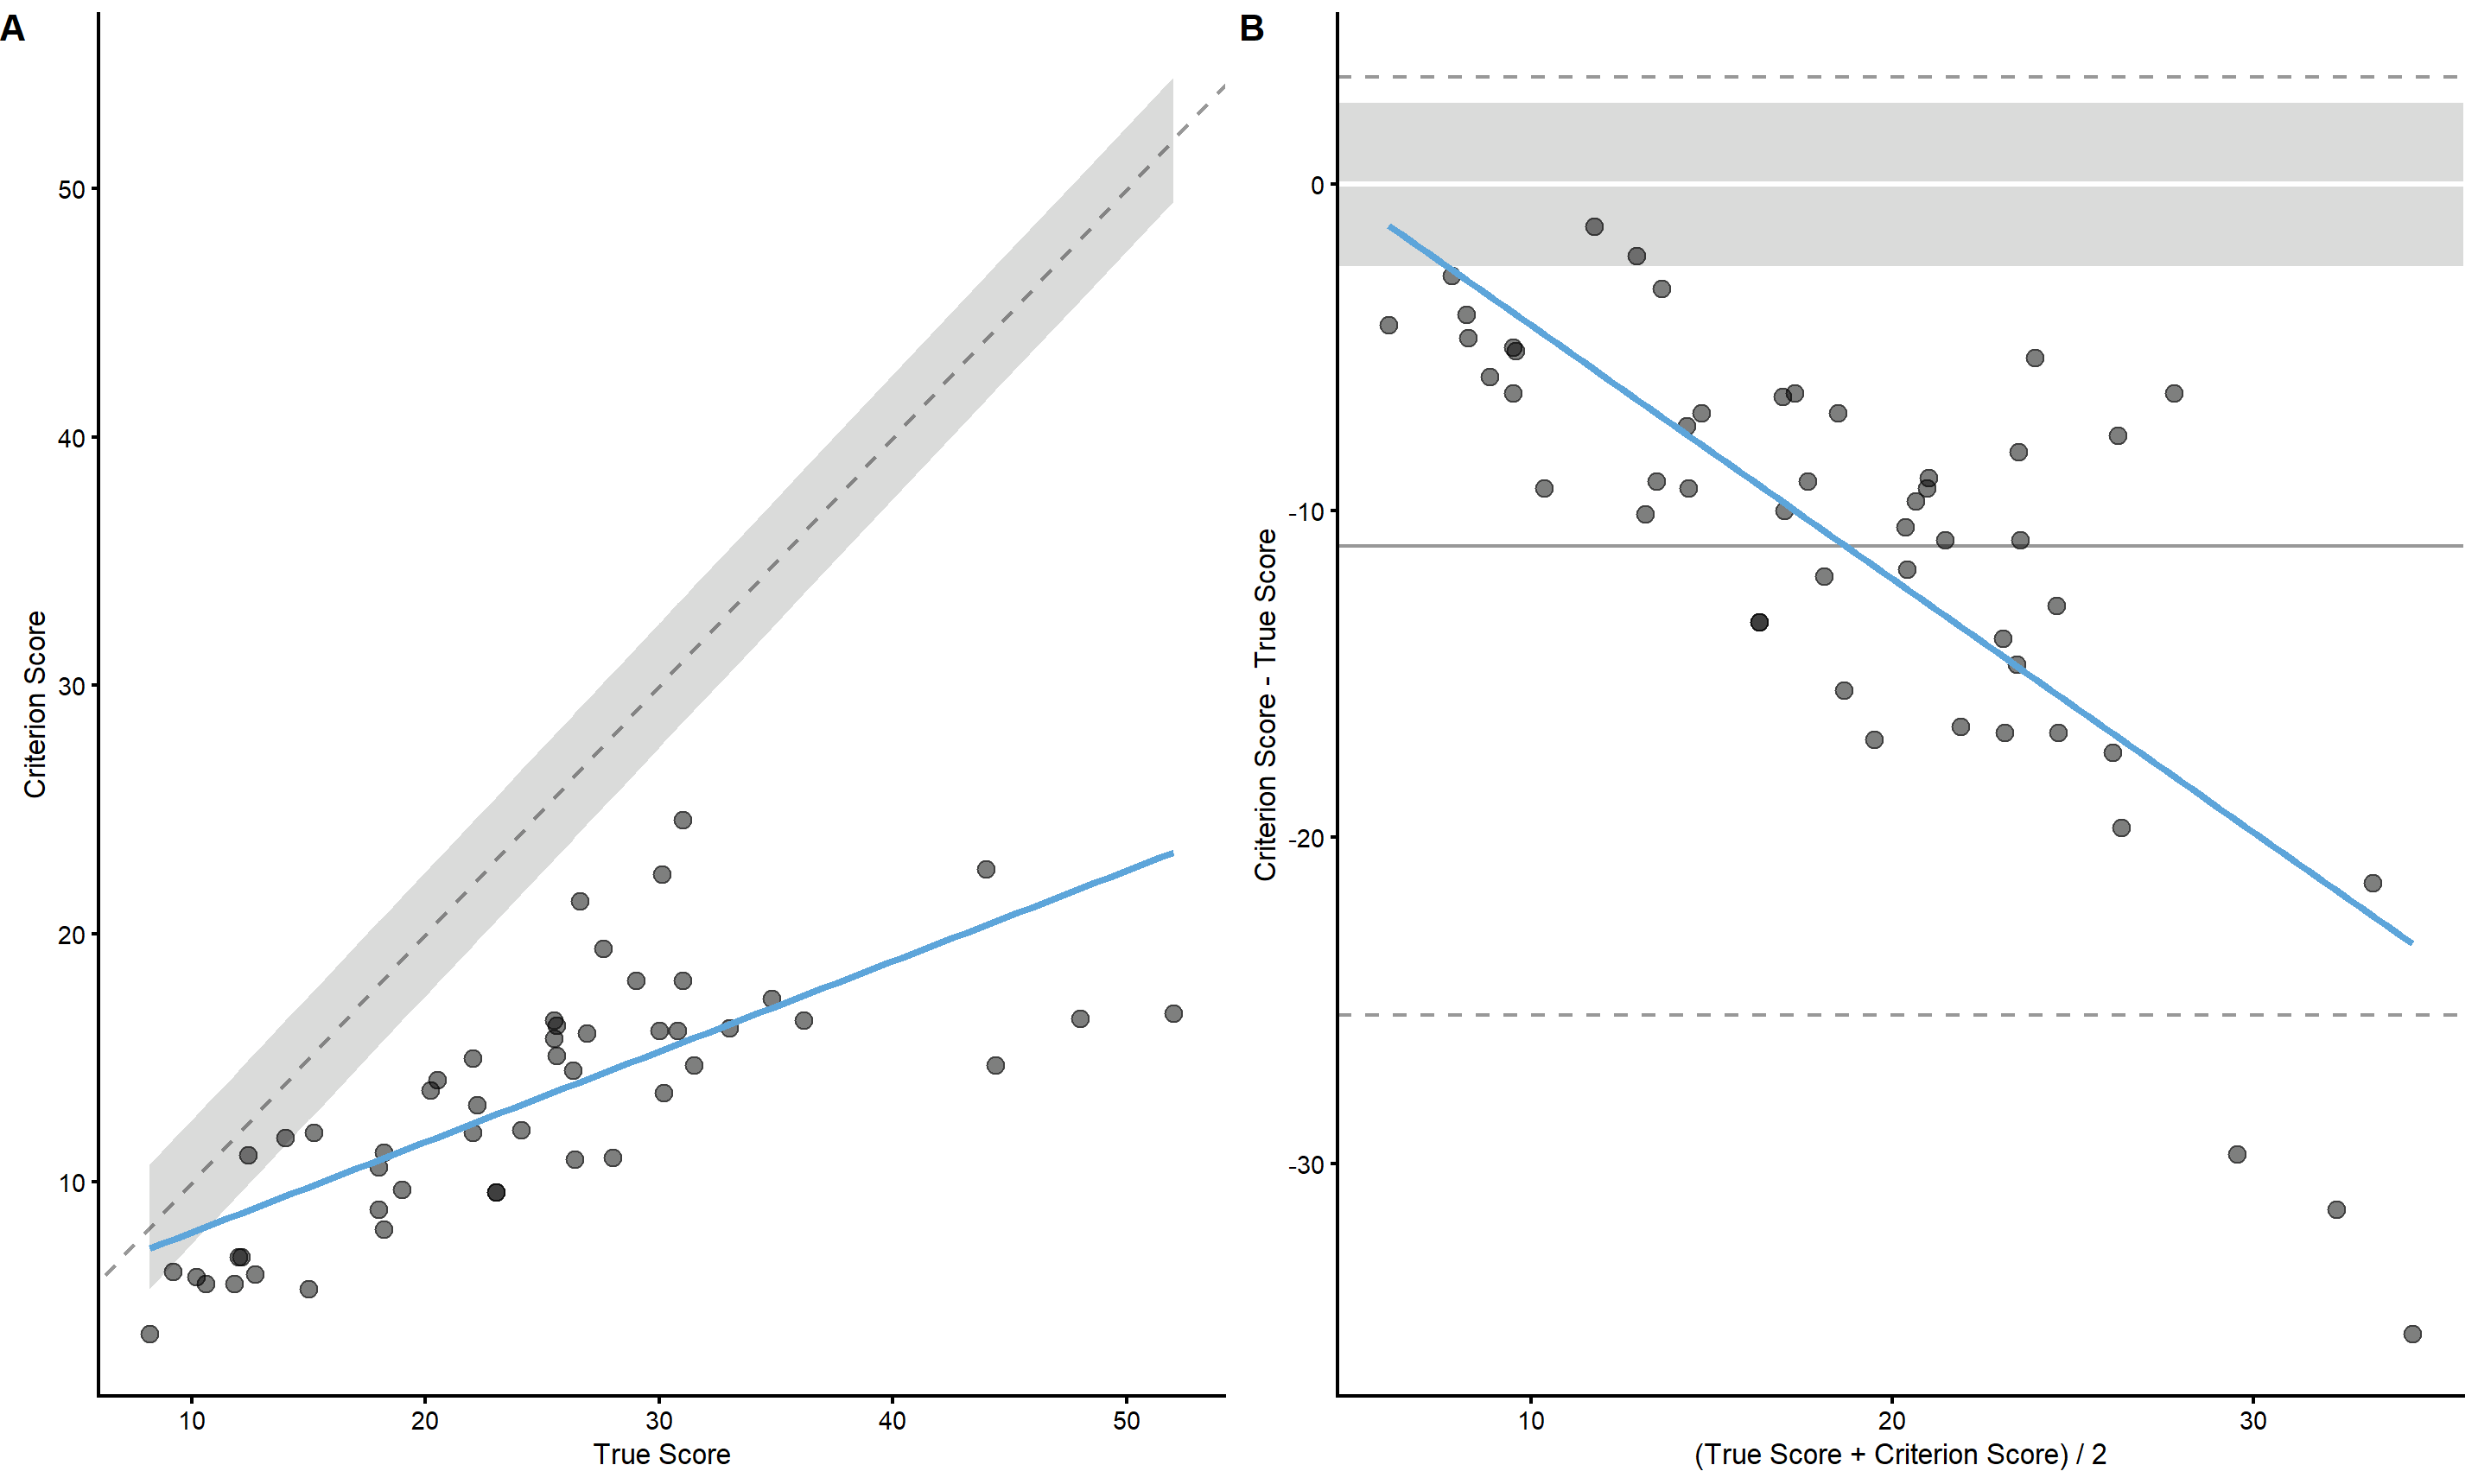 A
50
40
30
20
10
Criterion Score
10 20 30 40 50
True Score
B
0
-10
-20
-30
Criterion Score - True Score
10 20 30
(True Score + Criterion Score) / 2